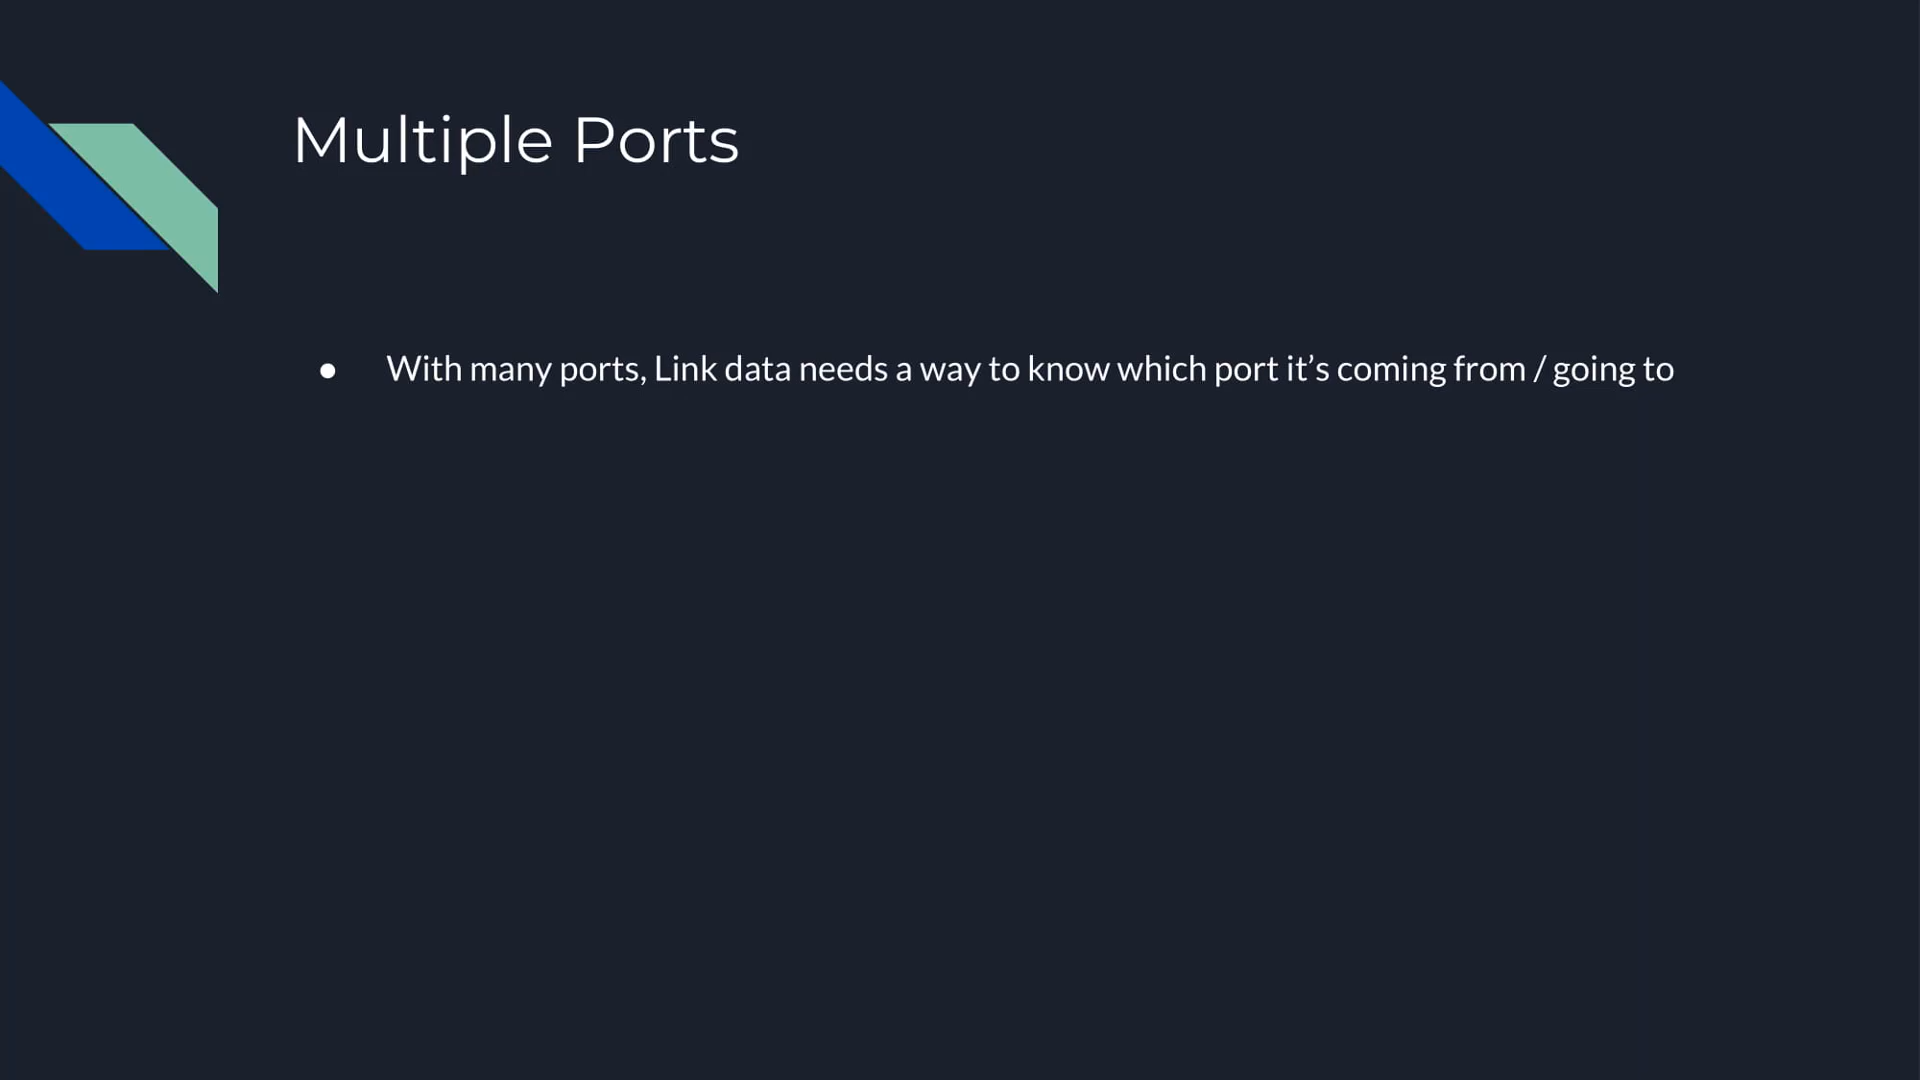 Multiple Ports
● With many ports, Link data needs a way to know which port it’s coming from / going to